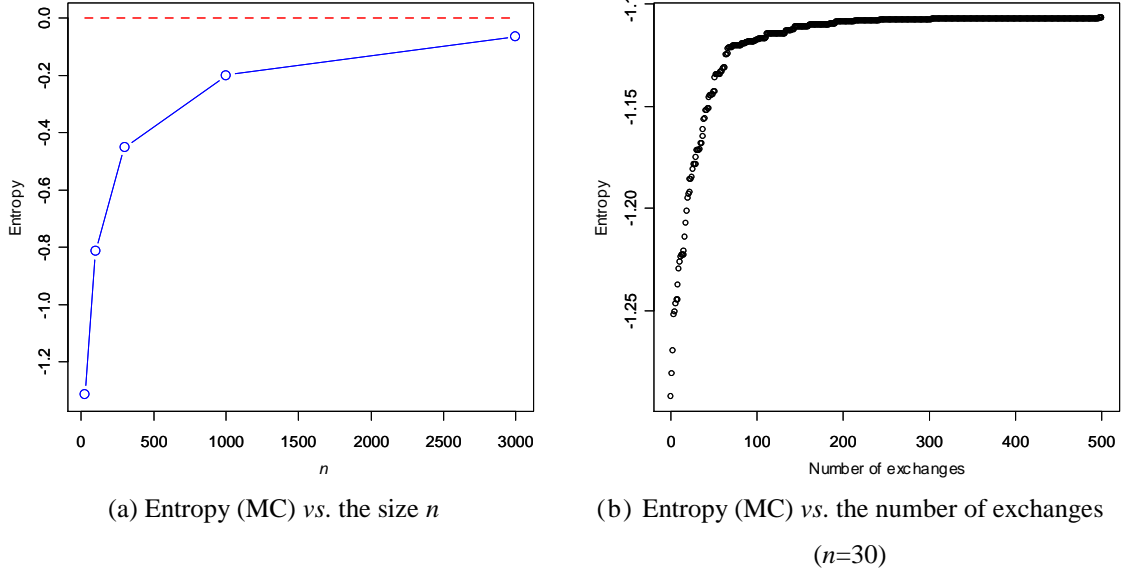 0.0
-0.2
-0.4
-0.6
-0.8
-1.0
-1.2
Entropy
0 500 1000 1500 2000 2500 3000
n
(a) Entropy (MC) vs. the size n
-1.15
-1.20
-1.25
Entropy
0 100 200 300 400 500
Number of exchanges
(b) Entropy (MC) vs. the number of exchanges
(n=30)